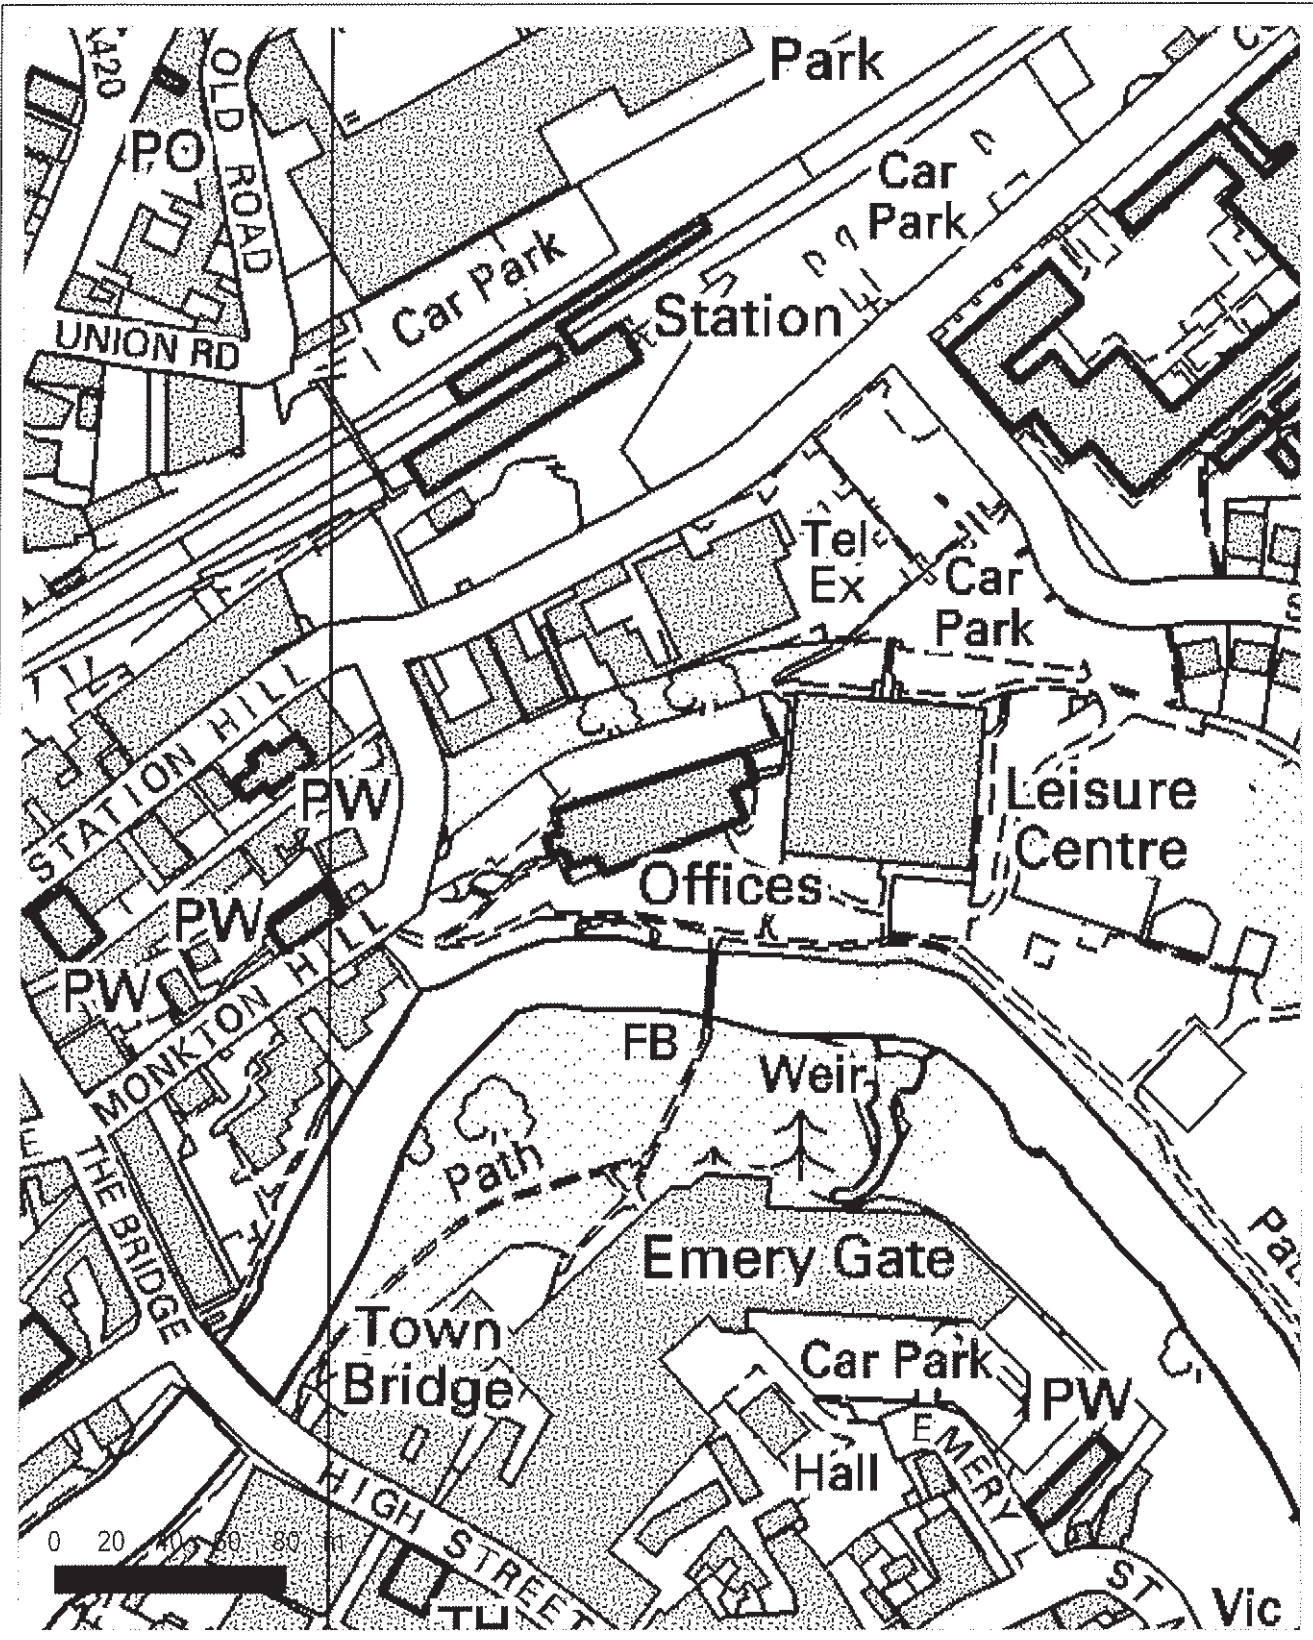 A420
OLD ROAD
PO
Park
Car
Park
Car Park
Station
UNION RD
Tel
Ex
Car
Park
STATION HILL
PW
Leisure
Centre
Offices
PW
PW
MONKTON HILL
FB
Weir
Path
THE BRIDGE
Emery Gate
Town
Bridge
Car Park
PW
Hall
EMERY
HIGH STREET
0 20 40 60 80 m
TH
ST
Vic